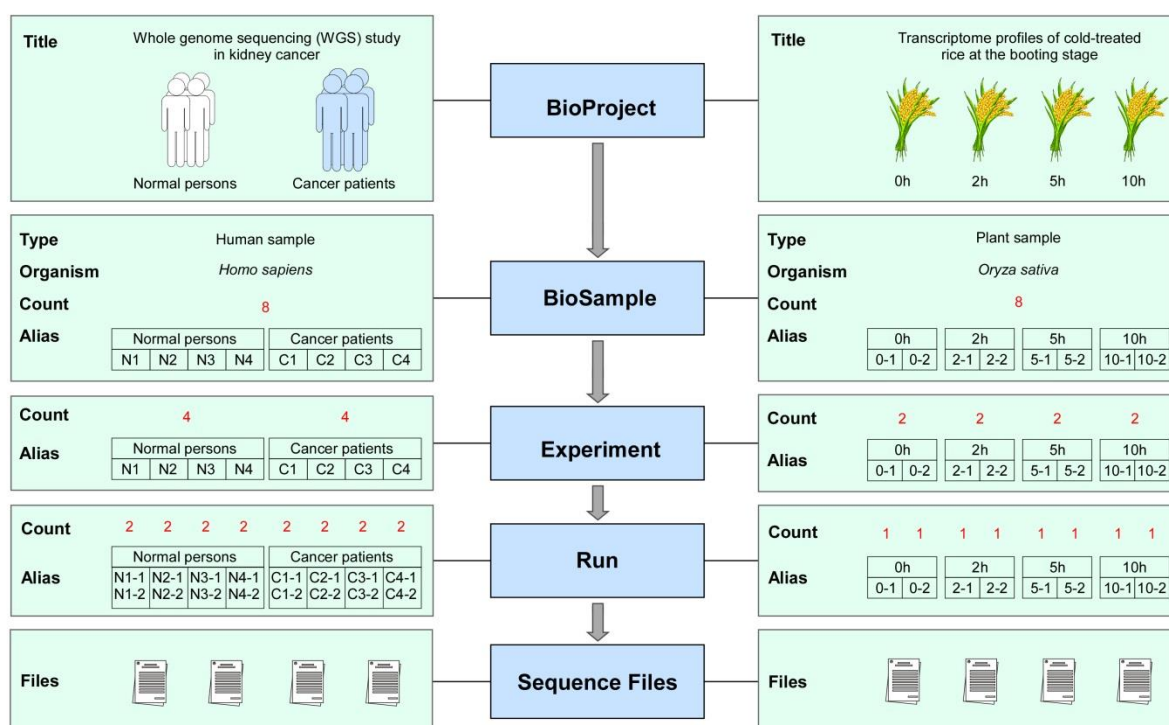 Title
Whole genome sequencing (WGS) study
in kidney cancer
Normal persons Cancer patients
BioProject
Title
Transcriptome profiles of cold-treated
rice at the booting stage
0h 2h 5h 10h
Type Human sample
Organism Homo sapiens
Count 8
Alias
Normal persons Cancer patients
N1 N2 N3 N4 C1 C2 C3 C4
BioSample
Type Plant sample
Organism Oryza sativa
Count 8
Alias
0h 2h 5h 10h
0-1 0-2 2-1 2-2 5-1 5-2 10-1 10-2
Count 4 4
Alias
Normal persons Cancer patients
N1 N2 N3 N4 C1 C2 C3 C4
Experiment
Count 2 2 2 2
Alias
0h 2h 5h 10h
0-1 0-2 2-1 2-2 5-1 5-2 10-1 10-2
Count 2 2 2 2 2 2 2 2
Alias
Normal persons Cancer patients
N1-1 N2-1 N3-1 N4-1 C1-1 C2-1 C3-1 C4-1
N1-2 N2-2 N3-2 N4-2 C1-2 C2-2 C3-2 C4-2
Run
Count 1 1 1 1 1 1 1 1
Alias
0h 2h 5h 10h
0-1 0-2 2-1 2-2 5-1 5-2 10-1 10-2
Files
Sequence Files
Files